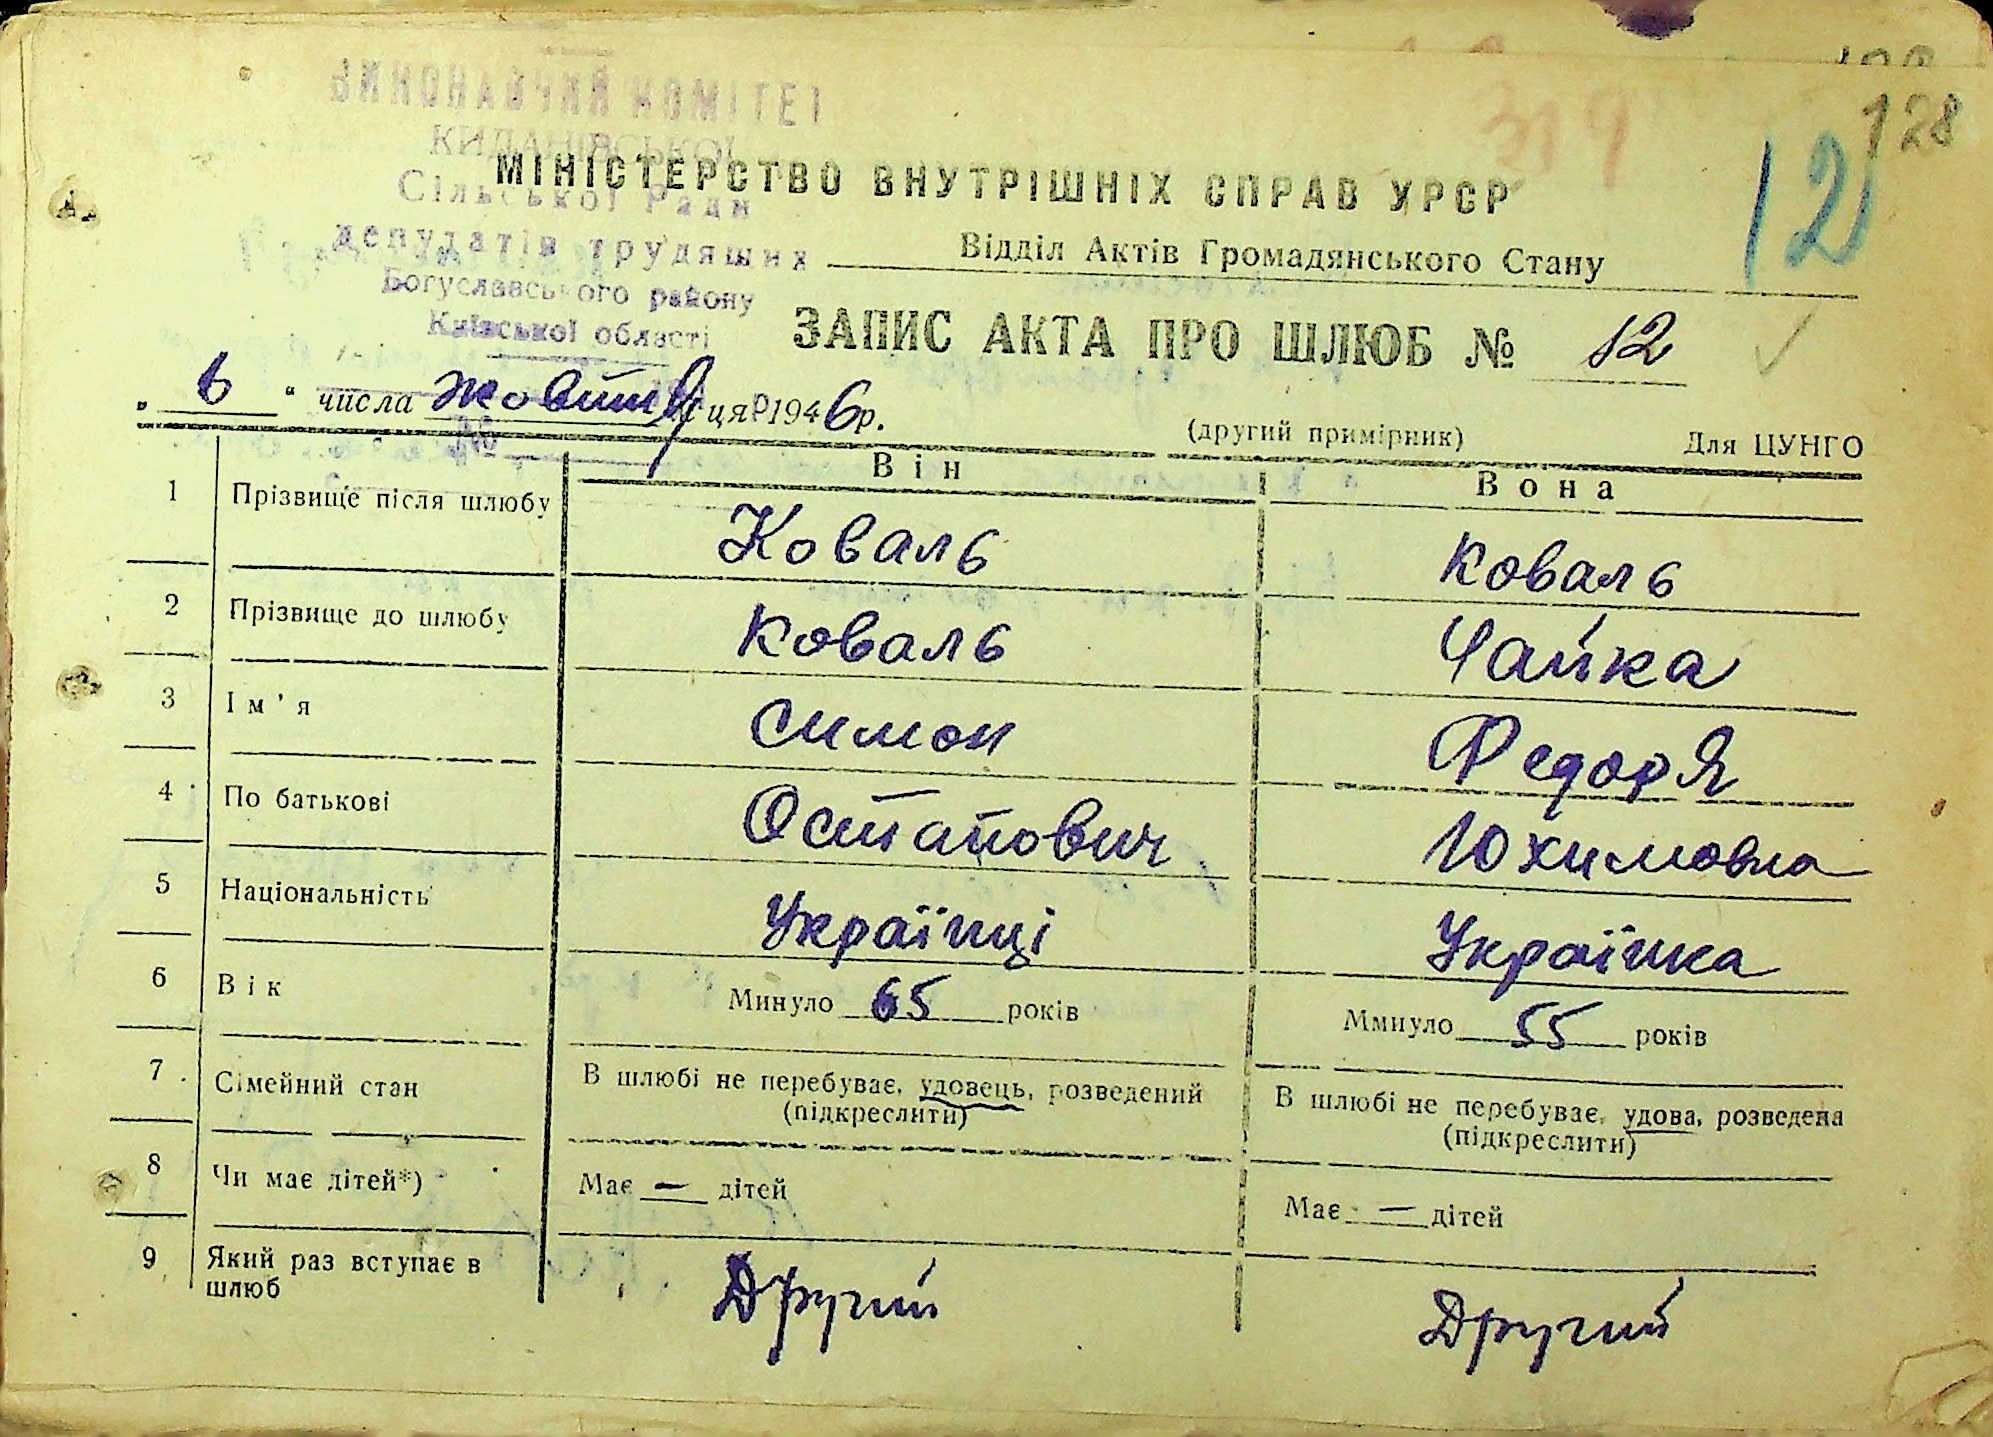 128
319
12
ВИКОНАВЧИЙ КОМІТЕТ
КИДАНІВСЬКОЇ
Сільської Ради
депутатів трудящих
Богуславського району
Київської області
МІНІСТЕРСТВО ВНУТРІШНІХ СПРАВ УРСР
Відділ Актів Громадянського Стану
ЗАПИС АКТА ПРО ШЛЮБ № 12
„ 6 “ числа жовтня ця 1946 р.
(другий примірник) Для ЦУНГО
Він Вона
1 Прізвище після шлюбу Коваль Коваль
2 Прізвище до шлюбу Коваль Чайка
3 Ім'я Симон Федоря
4 По батькові Остапович Юхимовна
5 Національність Українці Українка
6 Вік Минуло 65 років Ммнуло 55 років
7 Сімейний стан В шлюбі не перебуває, удовець, розведений В шлюбі не перебуває, удова, розведена
(підкреслити) (підкреслити)
8 Чи має дітей*) Має — дітей Має — дітей
9 Який раз вступає в шлюб Другий Другий